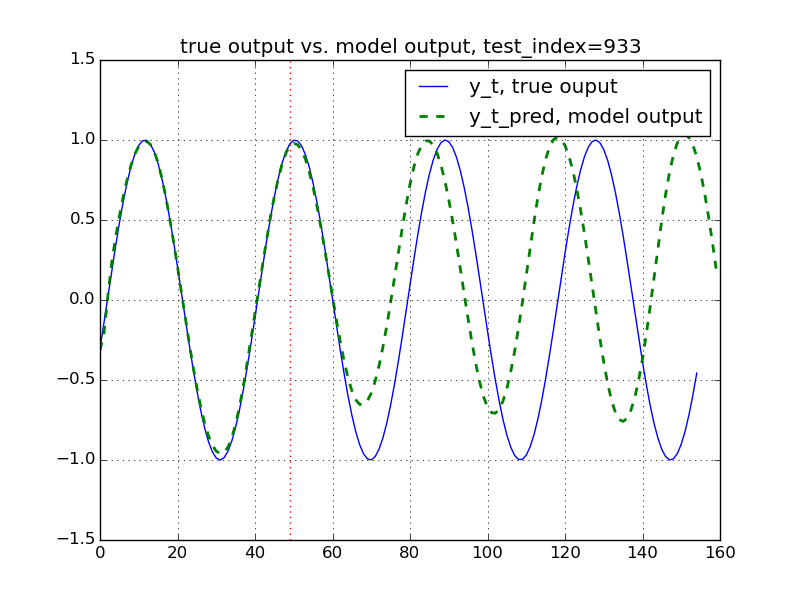 true output vs. model output, test_index=933
y_t, true ouput
y_t_pred, model output
1.5
1.0
0.5
0.0
−0.5
−1.0
−1.5
0 20 40 60 80 100 120 140 160